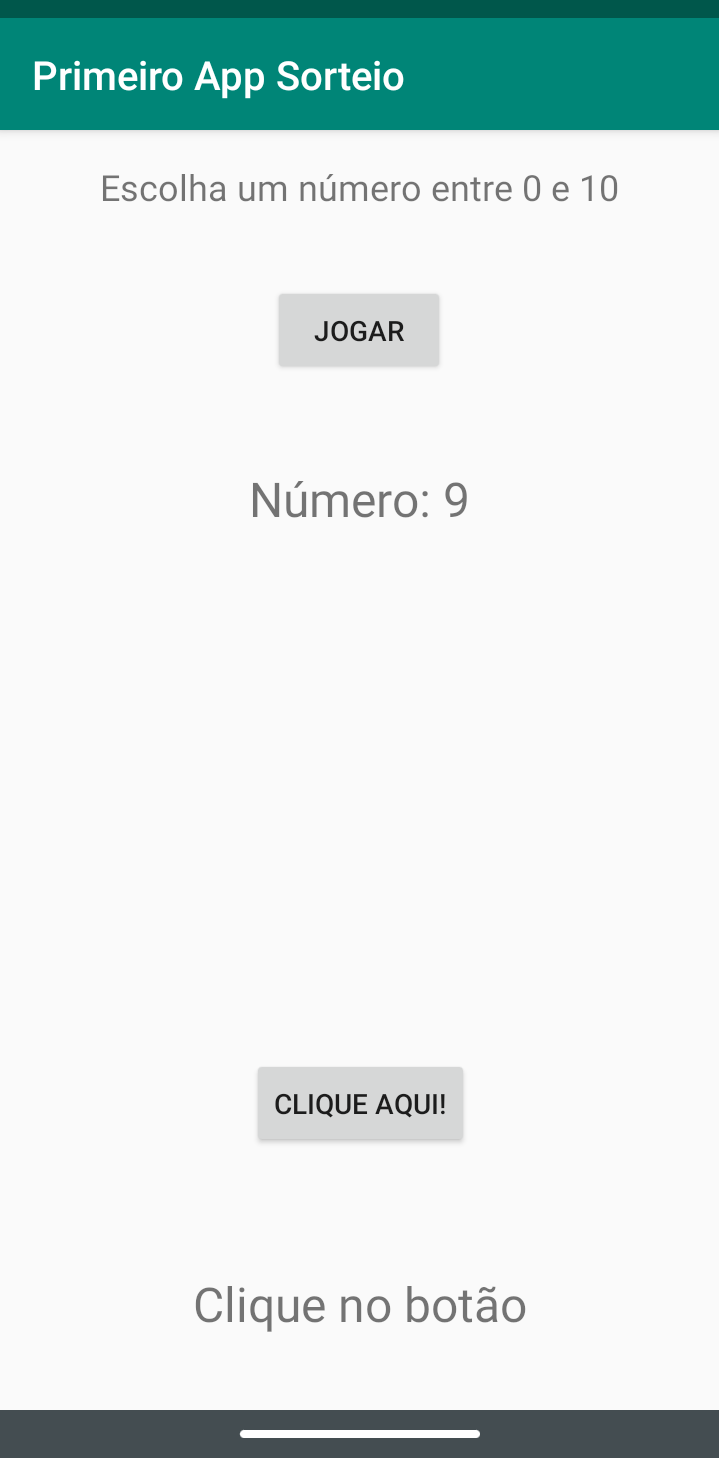 Primeiro App Sorteio
Escolha um número entre 0 e 10
JOGAR
Número: 9
CLIQUE AQUI!
Clique no botão